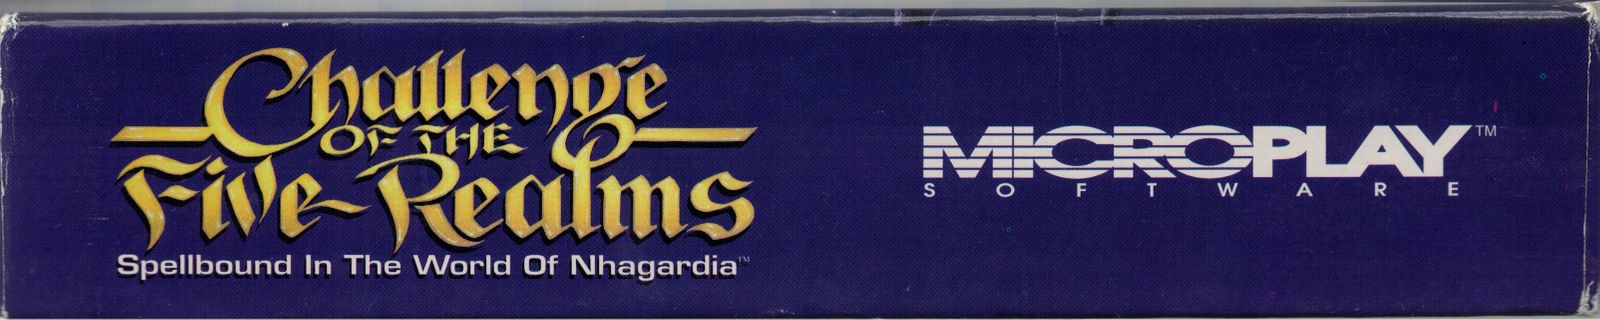 Challenge
OF THE
Five Realms
Spellbound In The World Of Nhagardia™
MICROPLAY™
SOFTWARE